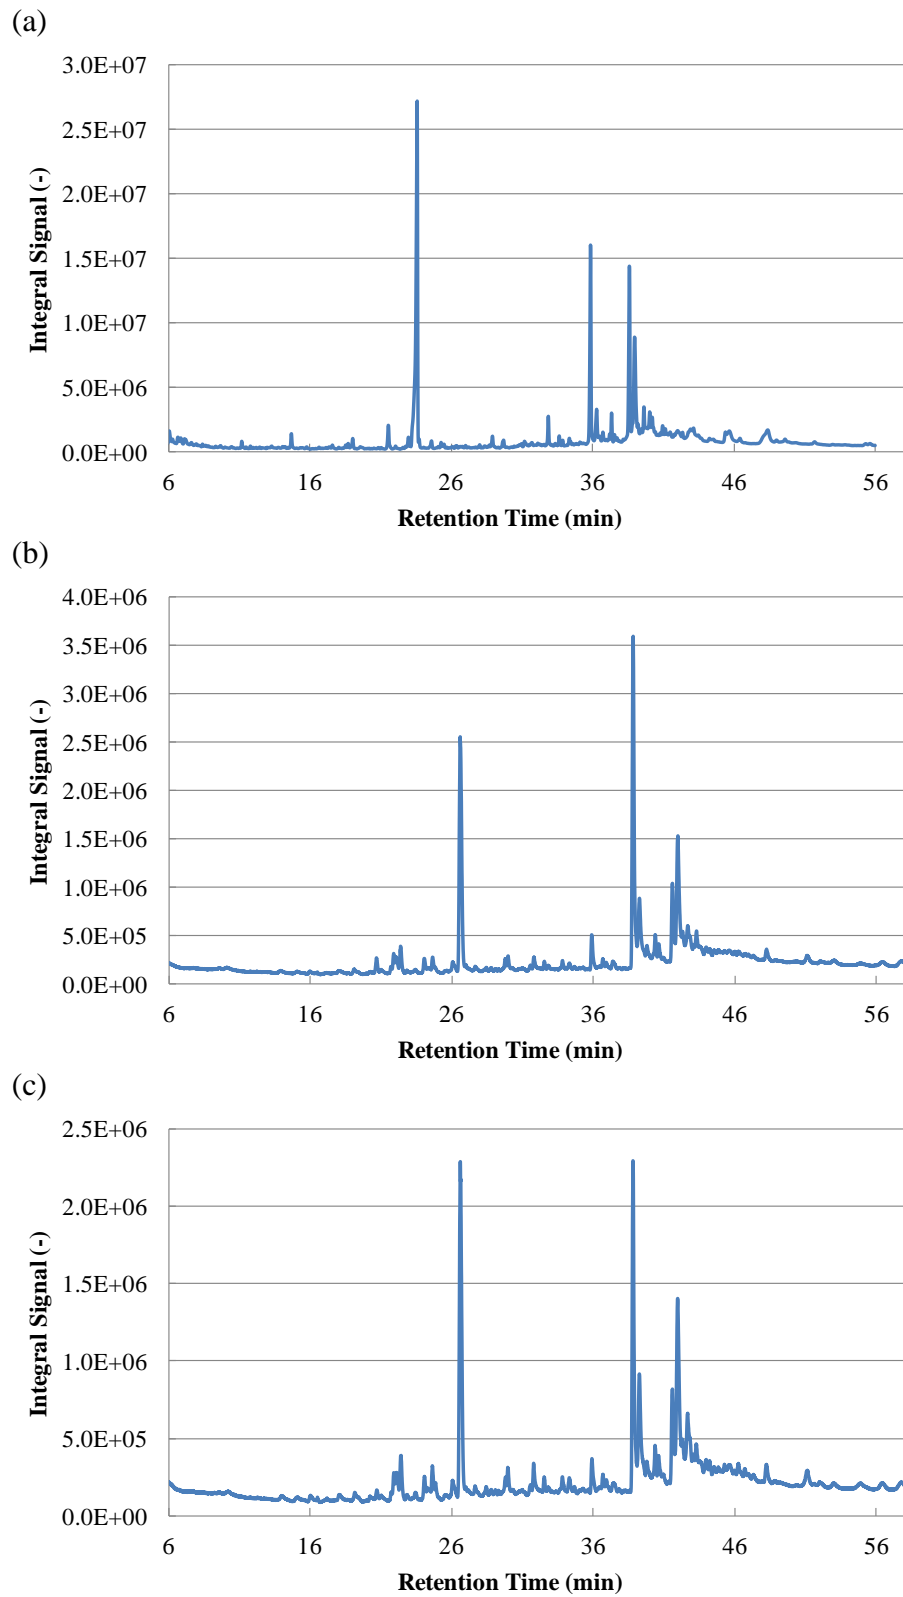 (a)
3.0E+07
2.5E+07
2.0E+07
1.5E+07
1.0E+07
5.0E+06
0.0E+00
Integral Signal (-)
6 16 26 36 46 56
Retention Time (min)
(b)
4.0E+06
3.5E+06
3.0E+06
2.5E+06
2.0E+06
1.5E+06
1.0E+06
5.0E+05
0.0E+00
Integral Signal (-)
6 16 26 36 46 56
Retention Time (min)
(c)
2.5E+06
2.0E+06
1.5E+06
1.0E+06
5.0E+05
0.0E+00
Integral Signal (-)
6 16 26 36 46 56
Retention Time (min)